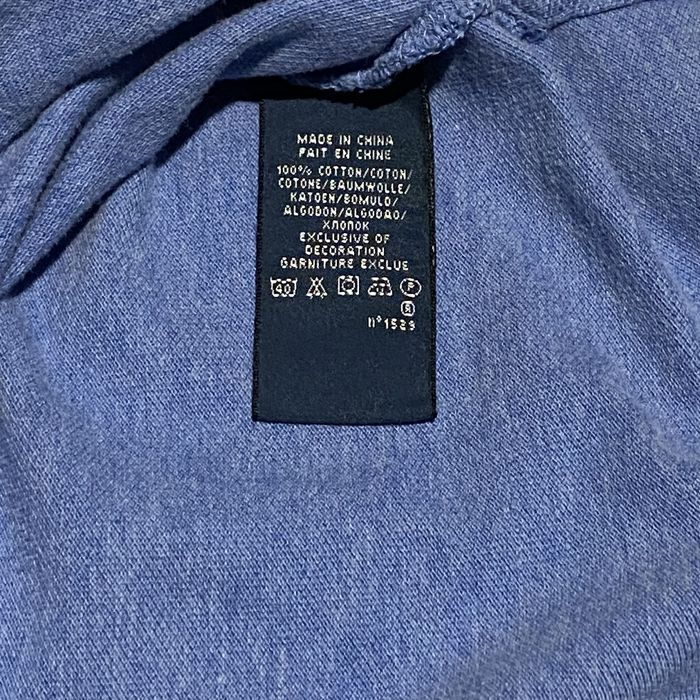 MADE IN CHINA
FAIT EN CHINE
100% COTTON/COTON/
COTONE/BAUMWOLLE/
KATOEN/BOMULD/
ALGODON/ALGODAO/
ХЛОПОК
EXCLUSIVE OF
DECORATION
GARNITURE EXCLUE
40 P
R
n°1529